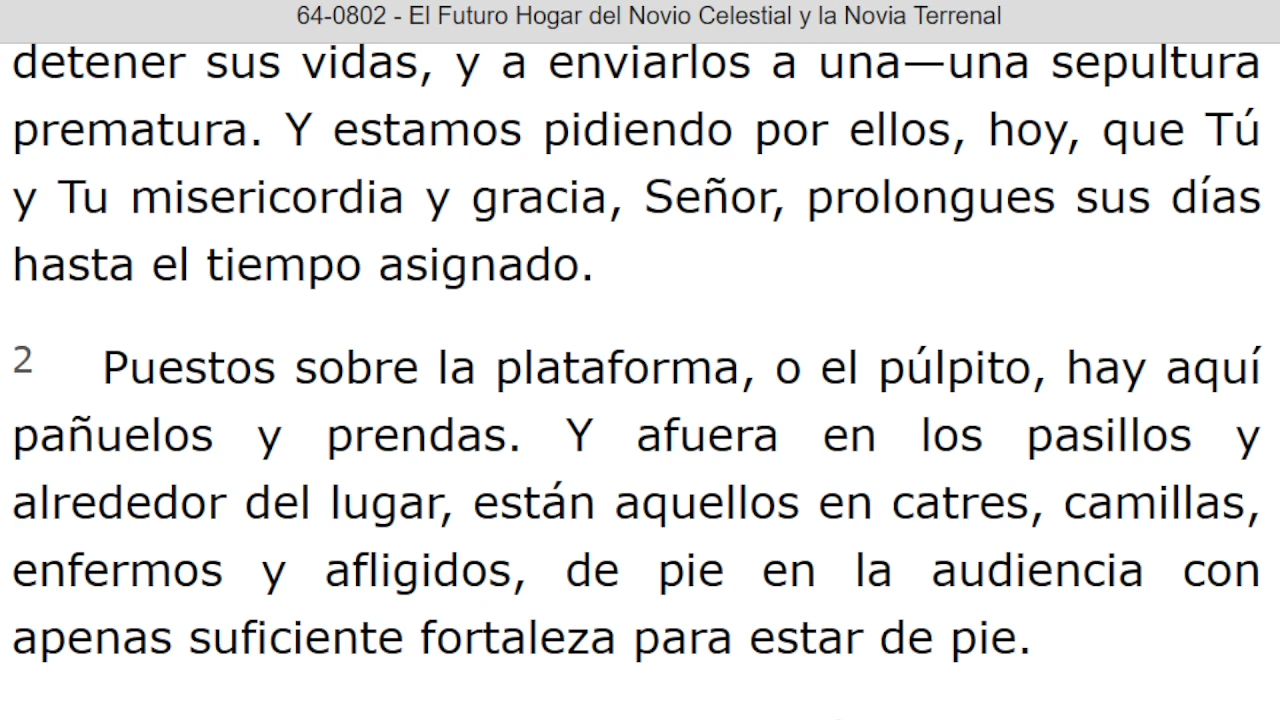 64-0802 - El Futuro Hogar del Novio Celestial y la Novia Terrenal
detener sus vidas, y a enviarlos a una—una sepultura
prematura. Y estamos pidiendo por ellos, hoy, que Tú
y Tu misericordia y gracia, Señor, prolongues sus días
hasta el tiempo asignado.
2 Puestos sobre la plataforma, o el púlpito, hay aquí
pañuelos y prendas. Y afuera en los pasillos y
alrededor del lugar, están aquellos en catres, camillas,
enfermos y afligidos, de pie en la audiencia con
apenas suficiente fortaleza para estar de pie.